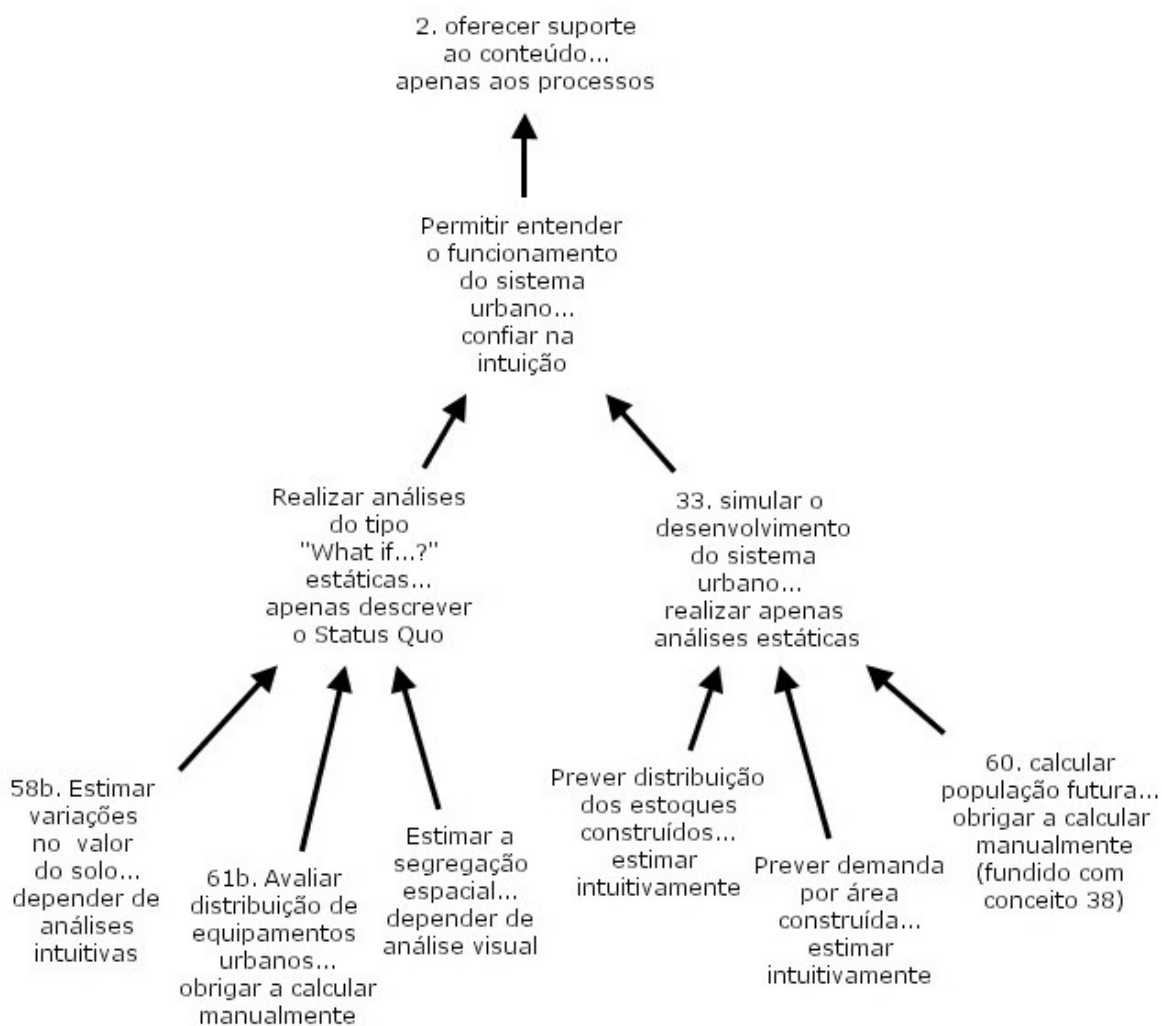 2. oferecer suporte
ao conteúdo...
apenas aos processos
Permitir entender
o funcionamento
do sistema
urbano...
confiar na
intuição
Realizar análises
do tipo
"What if...?"
estáticas...
apenas descrever
o Status Quo
33. simular o
desenvolvimento
do sistema
urbano...
realizar apenas
análises estáticas
58b. Estimar
variações
no valor
do solo...
depender de
análises
intuitivas
61b. Avaliar
distribuição de
equipamentos
urbanos...
obrigar a calcular
manualmente
Estimar a
segregação
espacial...
depender de
análise visual
Prever distribuição
dos estoques
construídos...
estimar
intuitivamente
Prever demanda
por área
construída...
estimar
intuitivamente
60. calcular
população futura...
obrigar a calcular
manualmente
(fundido com
conceito 38)